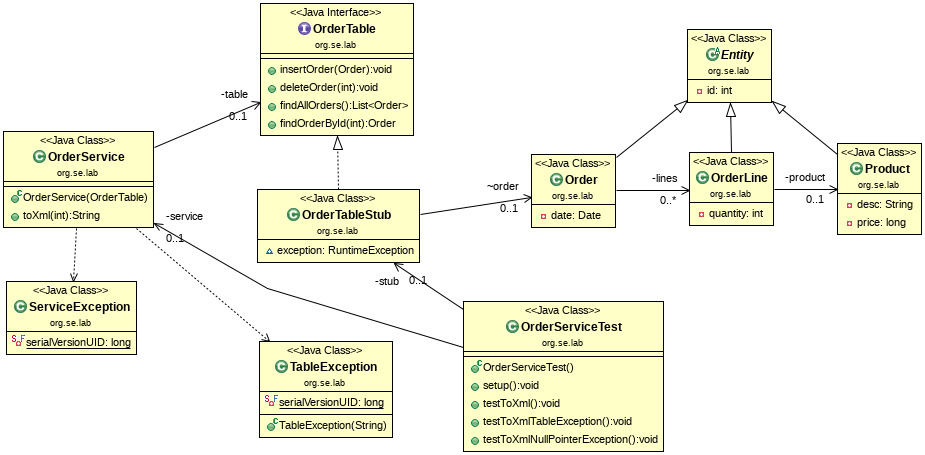 <<Java Interface>>
OrderTable
org.se.lab
insertOrder(Order):void
deleteOrder(int):void
findAllOrders():List<Order>
findOrderById(int):Order
<<Java Class>>
Entity
org.se.lab
id: int
-table
0..1
<<Java Class>>
OrderService
org.se.lab
OrderService(OrderTable)
toXml(int):String
<<Java Class>>
OrderTableStub
org.se.lab
exception: RuntimeException
~order
0..1
<<Java Class>>
Order
org.se.lab
date: Date
-lines
0..*
<<Java Class>>
OrderLine
org.se.lab
quantity: int
-product
0..1
<<Java Class>>
Product
org.se.lab
desc: String
price: long
-service
0..1
-stub
0..1
<<Java Class>>
ServiceException
org.se.lab
serialVersionUID: long
<<Java Class>>
TableException
org.se.lab
serialVersionUID: long
TableException(String)
<<Java Class>>
OrderServiceTest
org.se.lab
OrderServiceTest()
setup():void
testToXml():void
testToXmlTableException():void
testToXmlNullPointerException():void